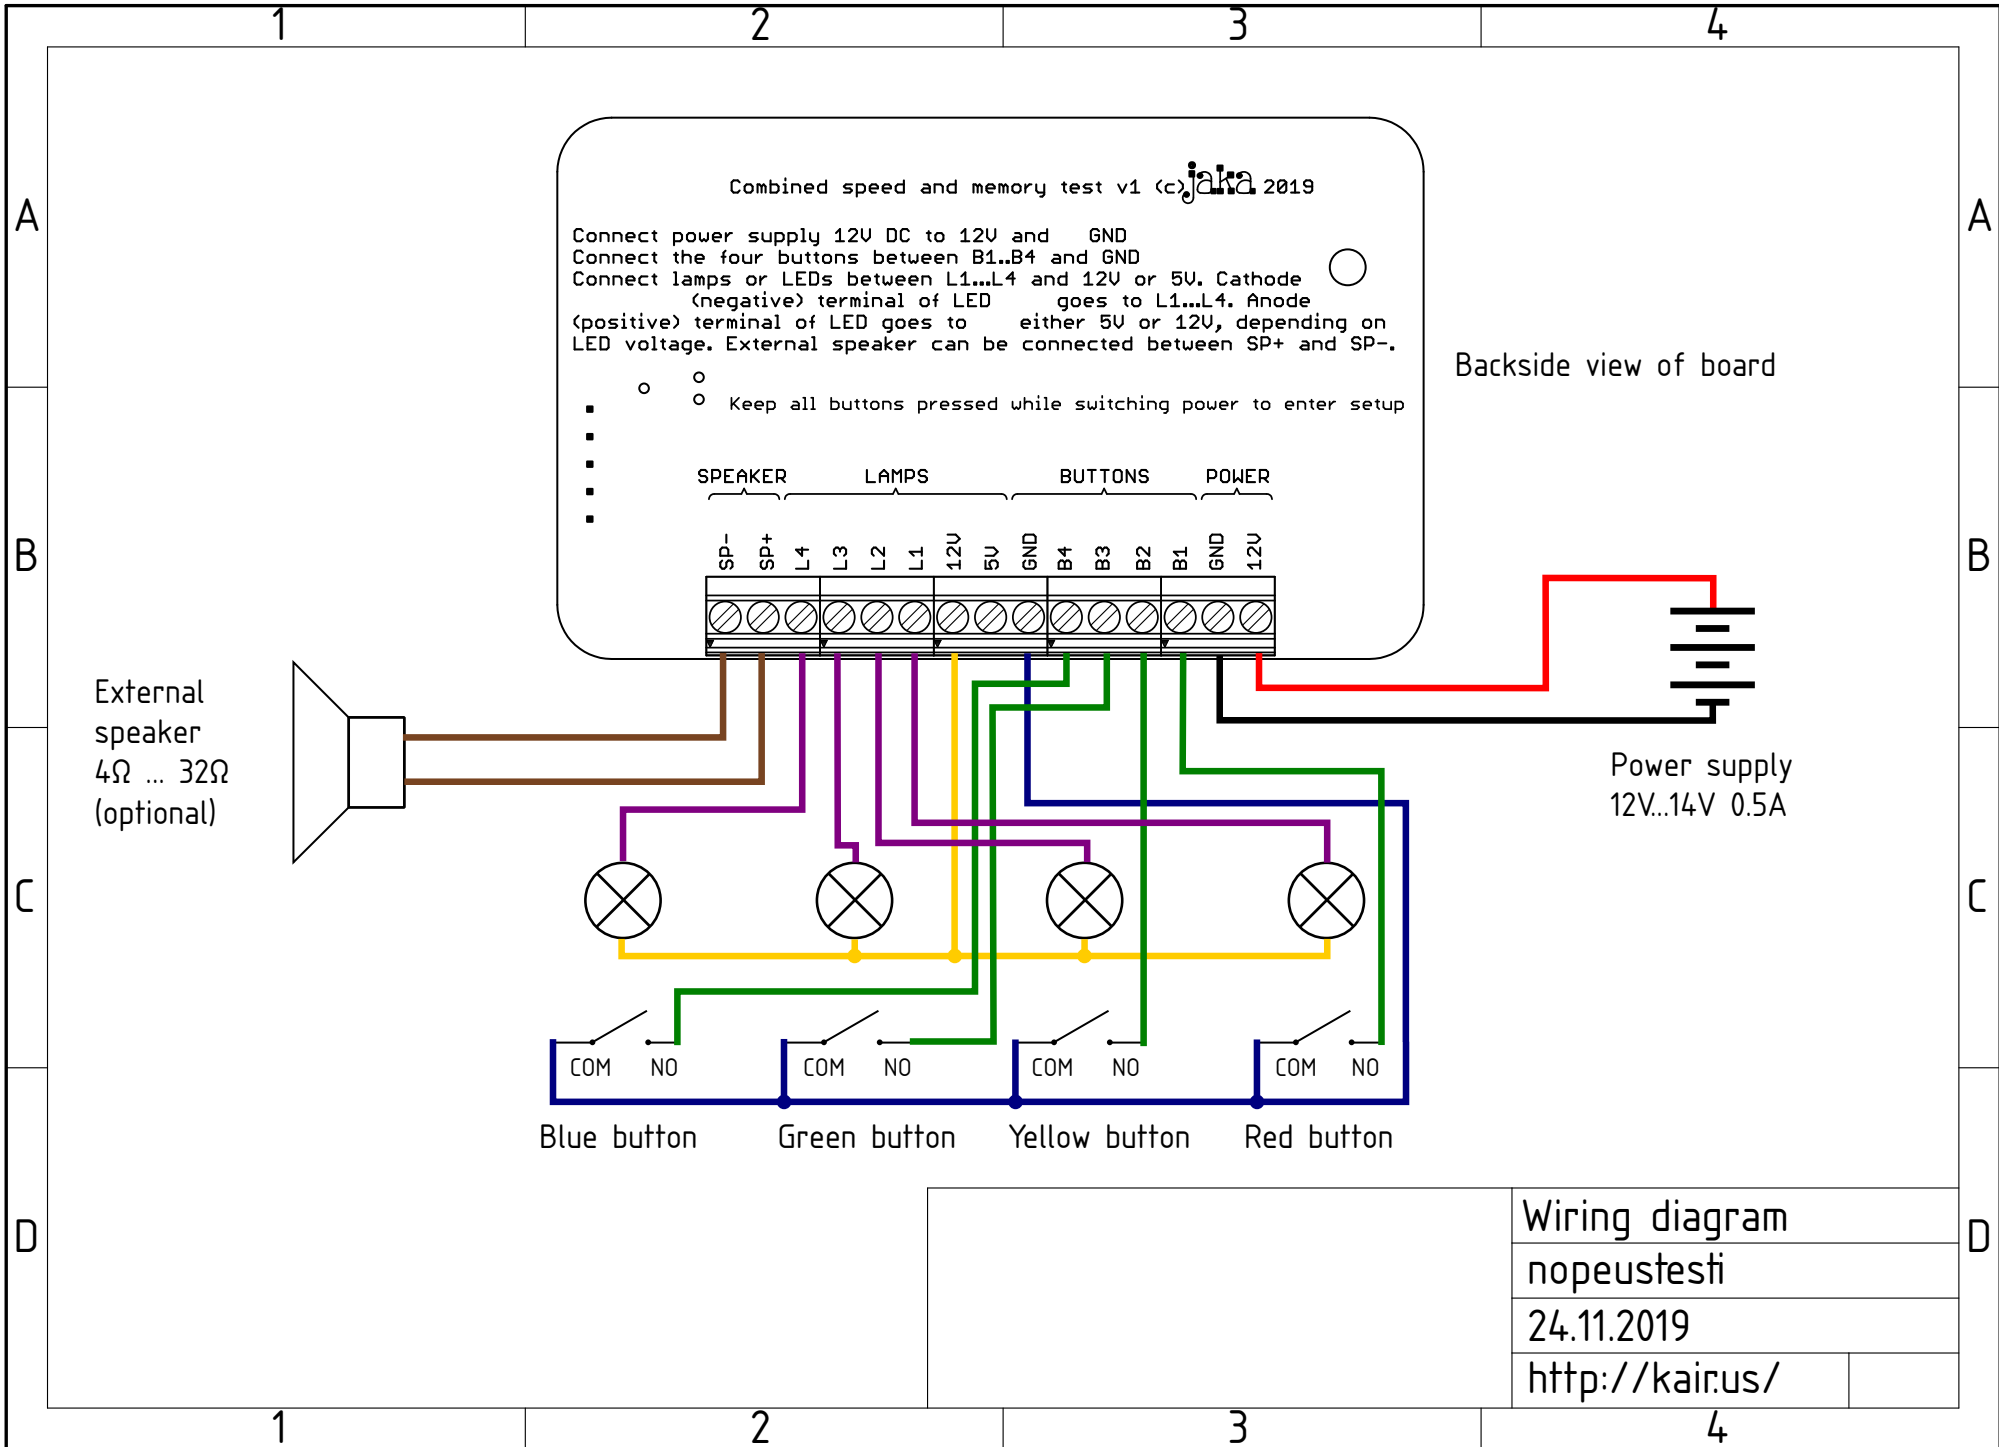 1 2 3 4
Combined speed and memory test v1 (c) jaka 2019
A A
Connect power supply 12V DC to 12V and GND
Connect the four buttons between B1..B4 and GND
Connect lamps or LEDs between L1...L4 and 12V or 5V. Cathode
(negative) terminal of LED goes to L1...L4. Anode
(positive) terminal of LED goes to either 5V or 12V, depending on
LED voltage. External speaker can be connected between SP+ and SP-.
Backside view of board
Keep all buttons pressed while switching power to enter setup
SPEAKER LAMPS BUTTONS POWER
B B
SP- SP+ L4 L3 L2 L1 12V 5V GND B4 B3 B2 B1 GND 12V
External
speaker
4Ω ... 32Ω
(optional)
Power supply
12V...14V 0.5A
C C
COM NO COM NO COM NO COM NO
Blue button Green button Yellow button Red button
D D
Wiring diagram
nopeustesti
24.11.2019
http://kair.us/
1 2 3 4